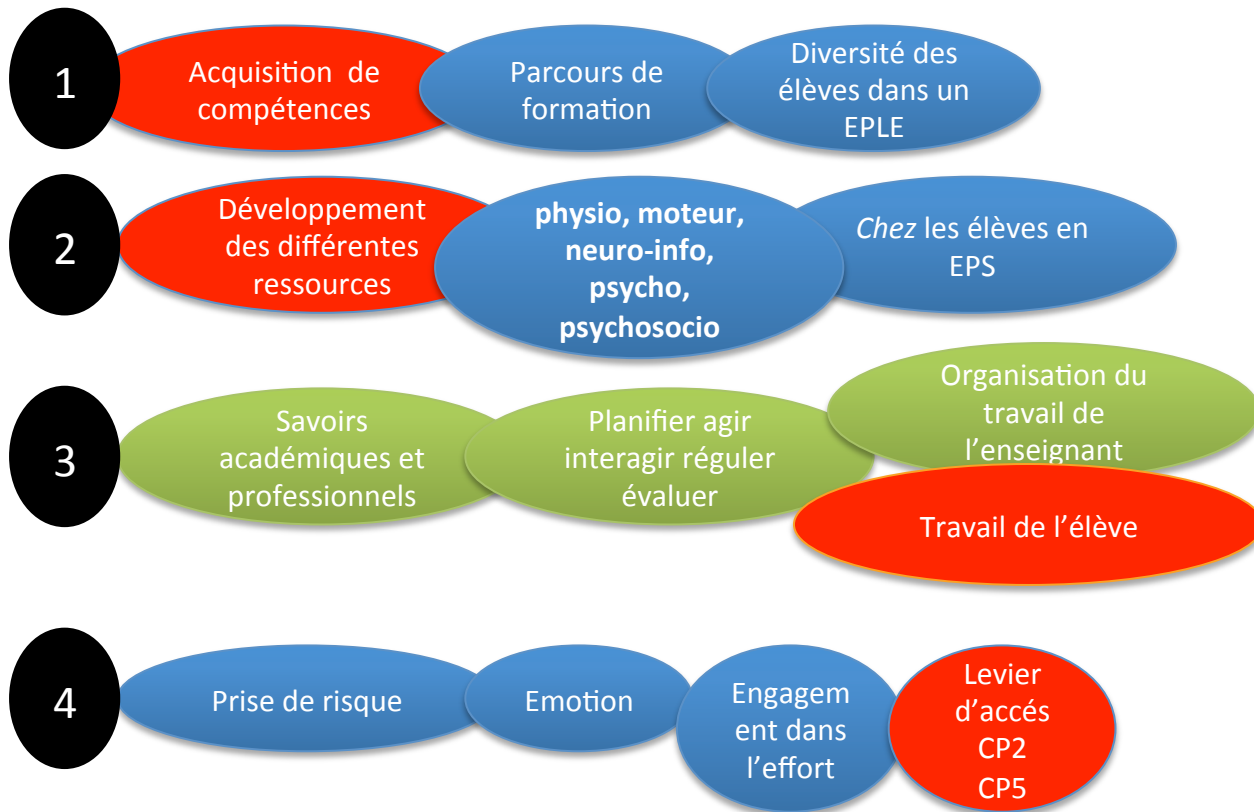 1
Acquisition de
compétences
Parcours de
formation
Diversité des
élèves dans un
EPLE
2
Développement
des différentes
ressources
physio, moteur,
neuro-info,
psycho,
psychosocio
Chez les élèves en
EPS
3
Savoirs
académiques et
professionnels
Planifier agir
interagir réguler
évaluer
Organisation du
travail de
l'enseignant
Travail de l'élève
4
Prise de risque
Emotion
Engagem
ent dans
l'effort
Levier
d'accés
CP2
CP5